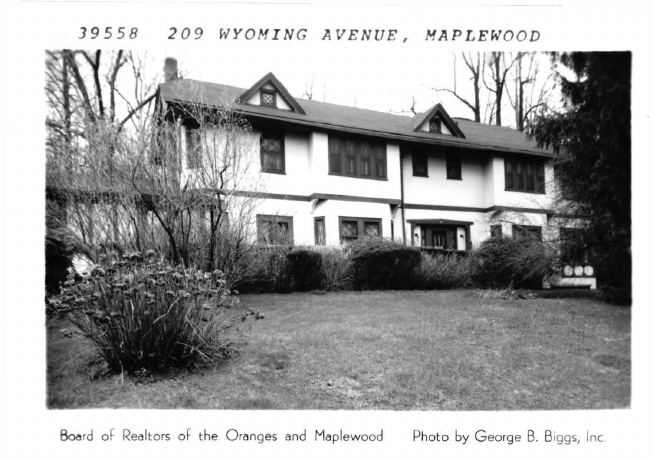 39558 209 WYOMING AVENUE, MAPLEWOOD
Board of Realtors of the Oranges and Maplewood Photo by George B. Biggs, Inc.